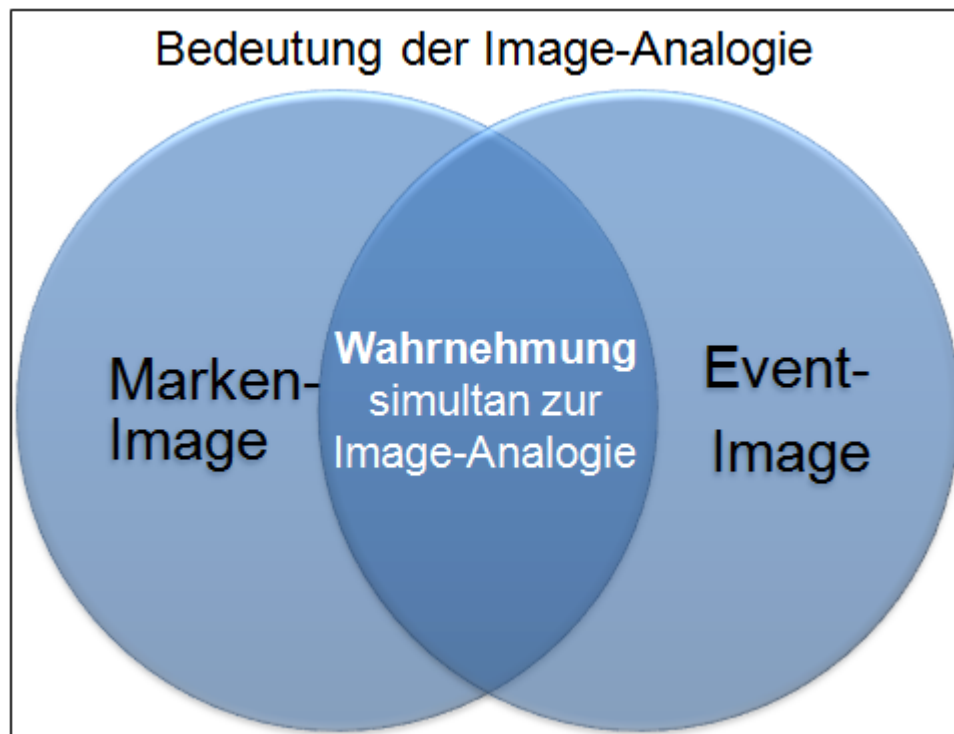 Bedeutung der Image-Analogie
Marken-
Image
Wahrnehmung
simultan zur
Image-Analogie
Event-
Image